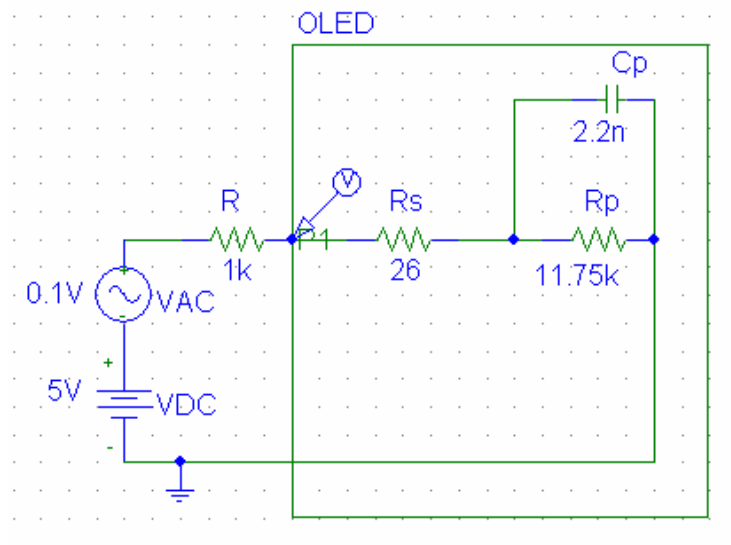 OLED
Cp
2.2n
V
R
Rs
Rp
P1
1k
26
11.75k
0.1V
+
-
VAC
+
5V
VDC
-